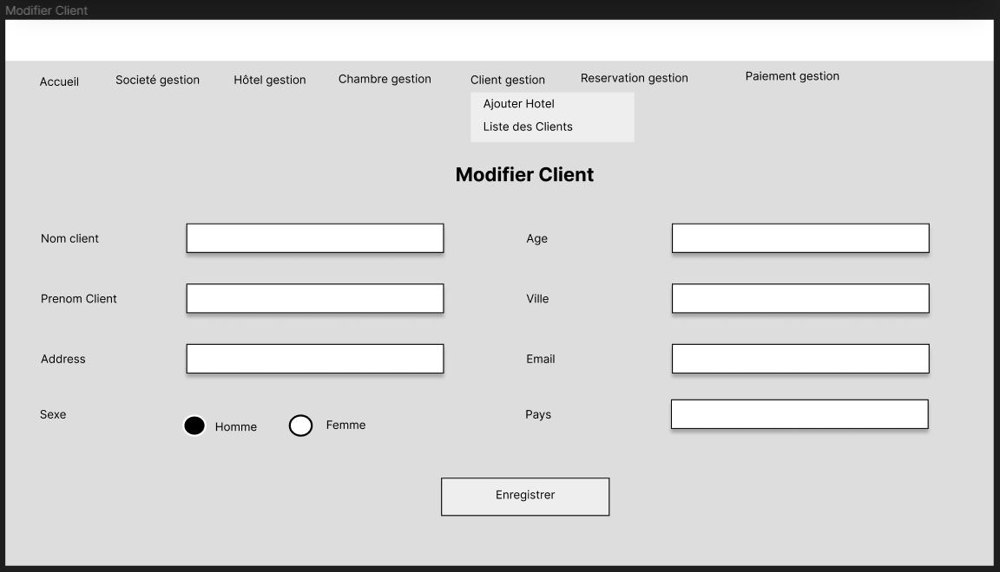 Modifier Client
Accueil
Societé gestion
Hôtel gestion
Chambre gestion
Client gestion
Reservation gestion
Paiement gestion
Ajouter Hotel
Liste des Clients
Modifier Client
Nom client
Age
Prenom Client
Ville
Address
Email
Sexe
Homme
Femme
Pays
Enregistrer